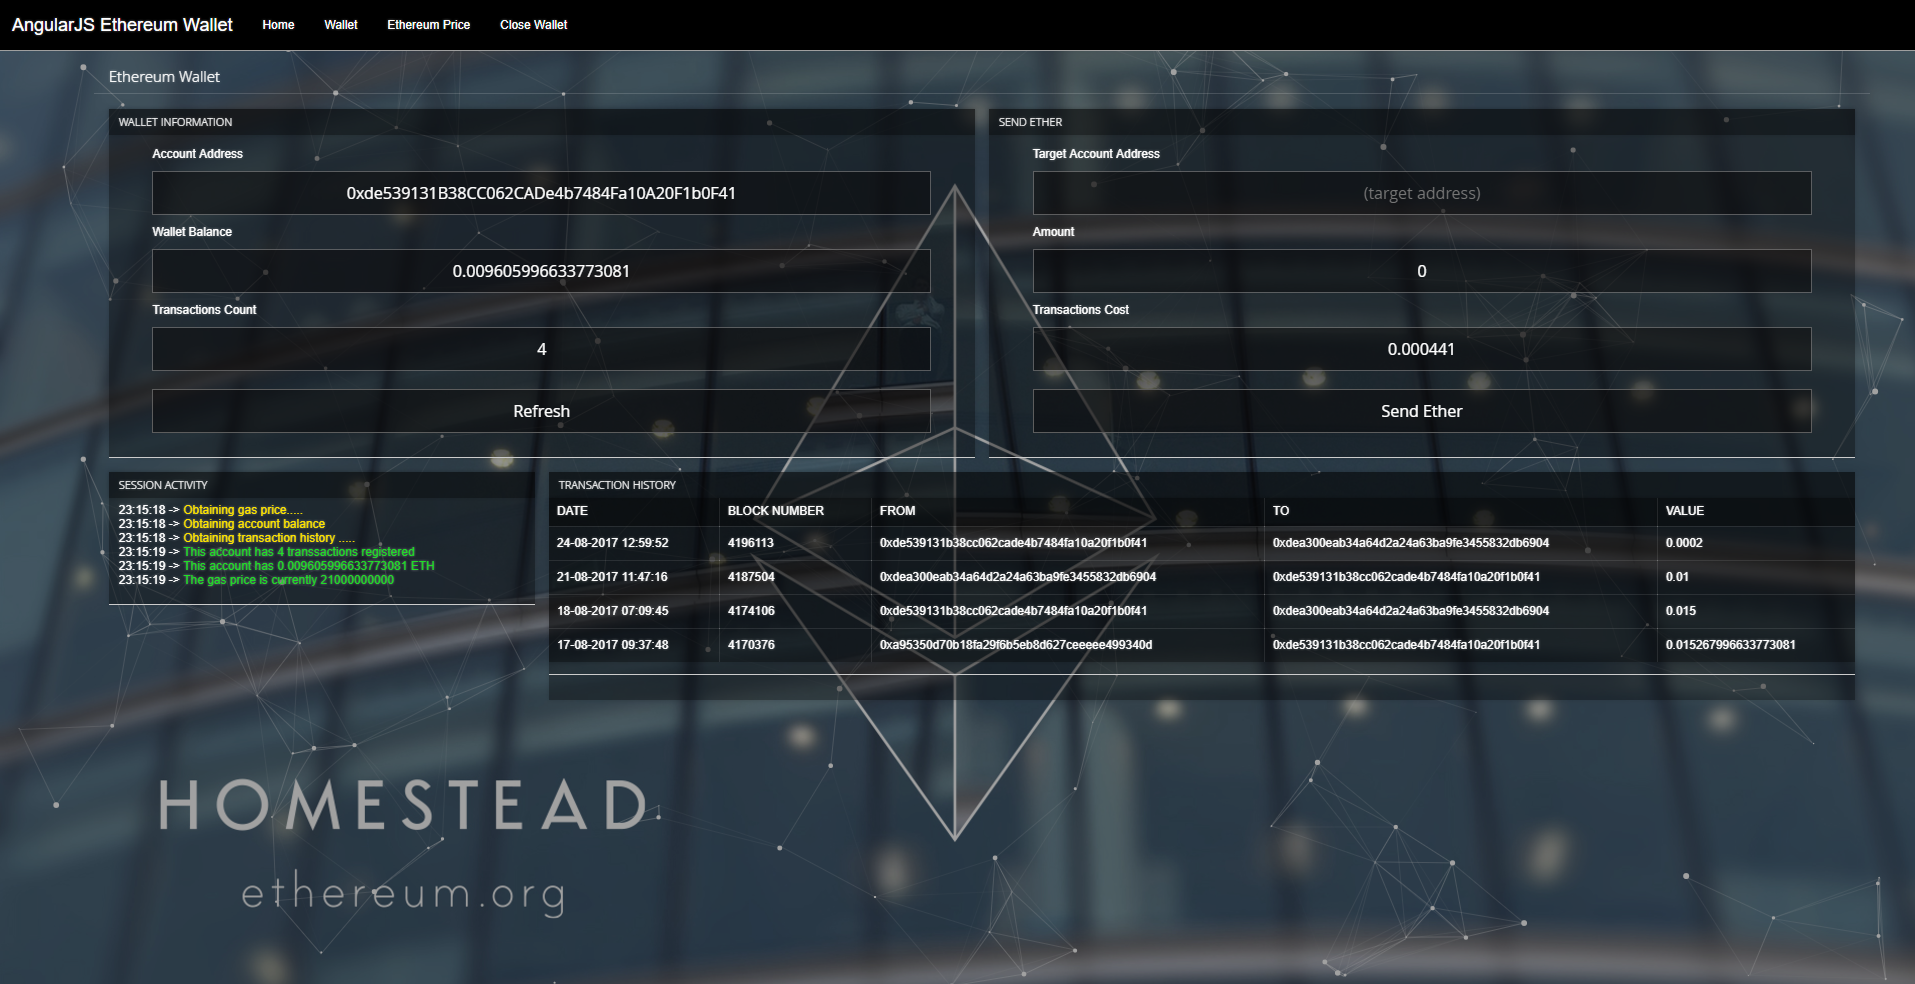 AngularJS Ethereum Wallet Home Wallet Ethereum Price Close Wallet
Ethereum Wallet
WALLET INFORMATION
Account Address
0xde539131B38CC062CADe4b7484Fa10A20F1b0F41
Wallet Balance
0.009605996633773081
Transactions Count
4
Refresh
SEND ETHER
Target Account Address
(target address)
Amount
0
Transactions Cost
0.000441
Send Ether
SESSION ACTIVITY
23:15:18 -> Obtaining gas price.....
23:15:18 -> Obtaining account balance
23:15:18 -> Obtaining transaction history .....
23:15:19 -> This account has 4 transsactions registered
23:15:19 -> This account has 0.009605996633773081 ETH
23:15:19 -> The gas price is currently 21000000000
TRANSACTION HISTORY
DATE BLOCK NUMBER FROM TO VALUE
24-08-2017 12:59:52 4196113 0xde539131b38cc062cade4b7484fa10a20f1b0f41 0xdea300eab34a64d2a24a63ba9fe3455832db6904 0.0002
21-08-2017 11:47:16 4187504 0xdea300eab34a64d2a24a63ba9fe3455832db6904 0xde539131b38cc062cade4b7484fa10a20f1b0f41 0.01
18-08-2017 07:09:45 4174106 0xde539131b38cc062cade4b7484fa10a20f1b0f41 0xdea300eab34a64d2a24a63ba9fe3455832db6904 0.015
17-08-2017 09:37:48 4170376 0xa95350d70b18fa29f6b5eb8d627ceeeee499340d 0xde539131b38cc062cade4b7484fa10a20f1b0f41 0.015267996633773081
HOMESTEAD
ethereum.org